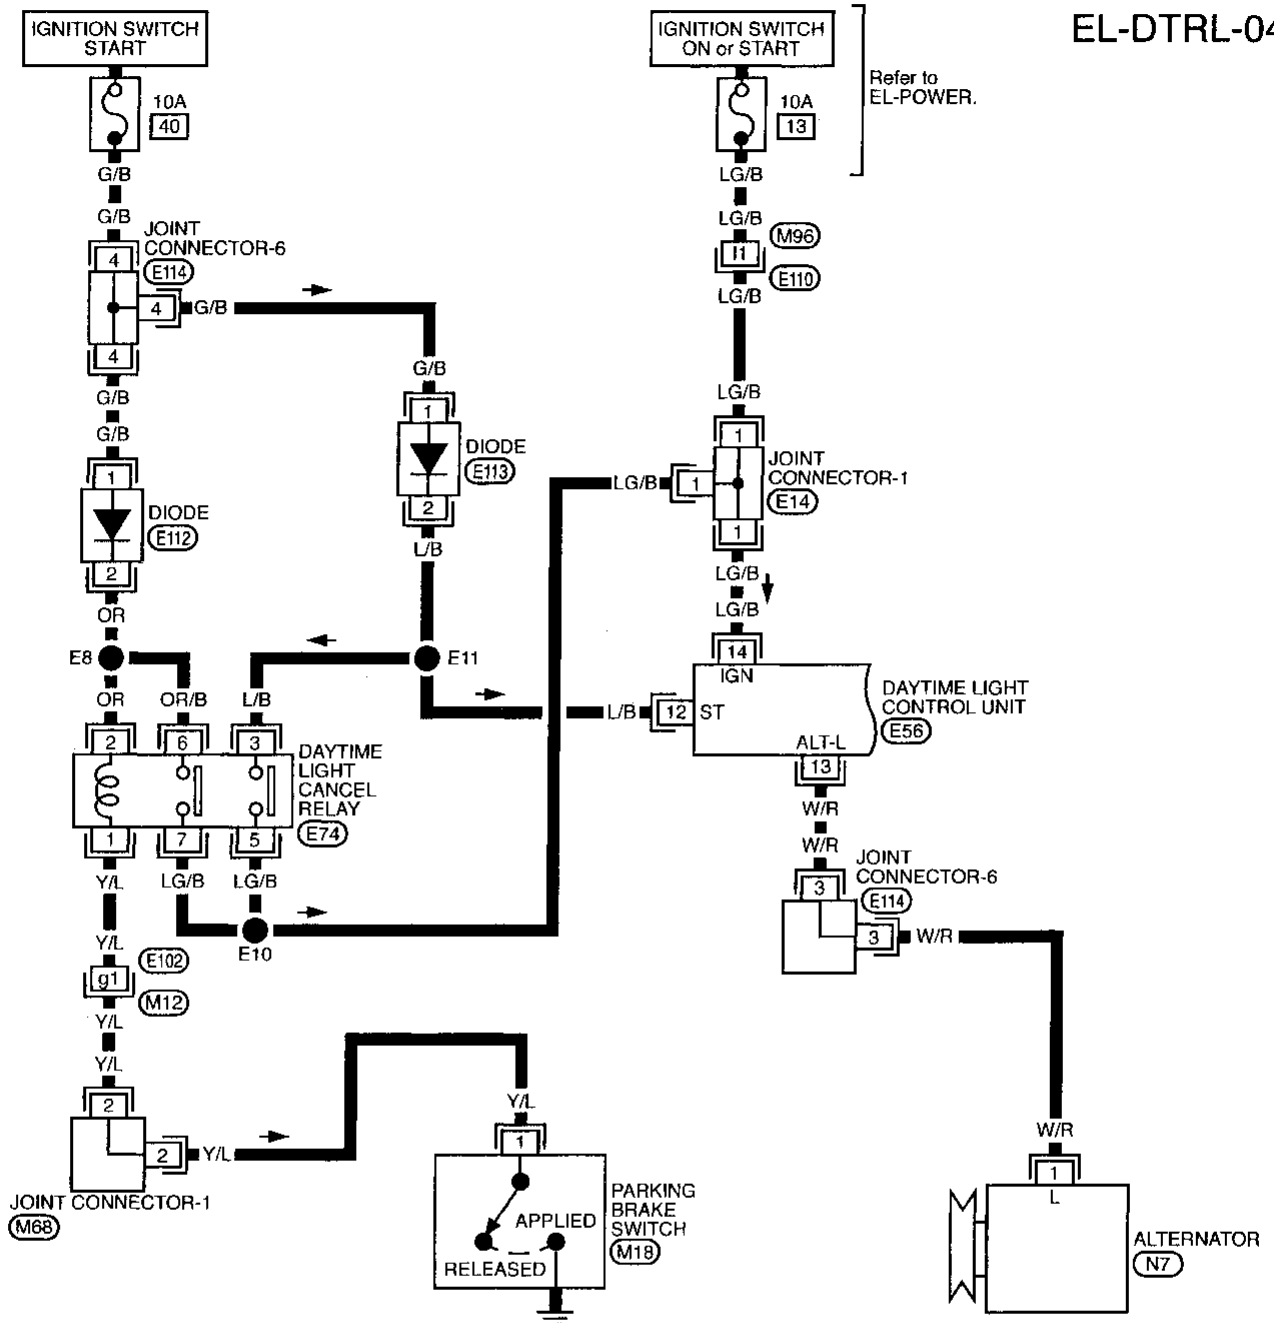 EL-DTRL-04
IGNITION SWITCH
START
IGNITION SWITCH
ON or START
Refer to
EL-POWER.
10A
40
10A
13
G/B
LG/B
G/B
LG/B
M96
I1
E110
LG/B
JOINT
CONNECTOR-6
E114
4
4
G/B
4
G/B
G/B
G/B
LG/B
1
1
DIODE
E112
2
OR
1
DIODE
E113
2
L/B
LG/B
1
1
JOINT
CONNECTOR-1
E14
1
LG/B
LG/B
E8
E11
14
IGN
OR
OR/B
L/B
L/B
12
ST
DAYTIME LIGHT
CONTROL UNIT
E56
ALT-L
13
W/R
W/R
2
6
3
DAYTIME
LIGHT
CANCEL
RELAY
E74
1
7
5
Y/L
LG/B
LG/B
E10
JOINT
CONNECTOR-6
E114
3
3
W/R
Y/L
E102
g1
M12
Y/L
Y/L
2
2
Y/L
JOINT CONNECTOR-1
M68
Y/L
1
APPLIED
RELEASED
PARKING
BRAKE
SWITCH
M18
W/R
1
L
ALTERNATOR
N7